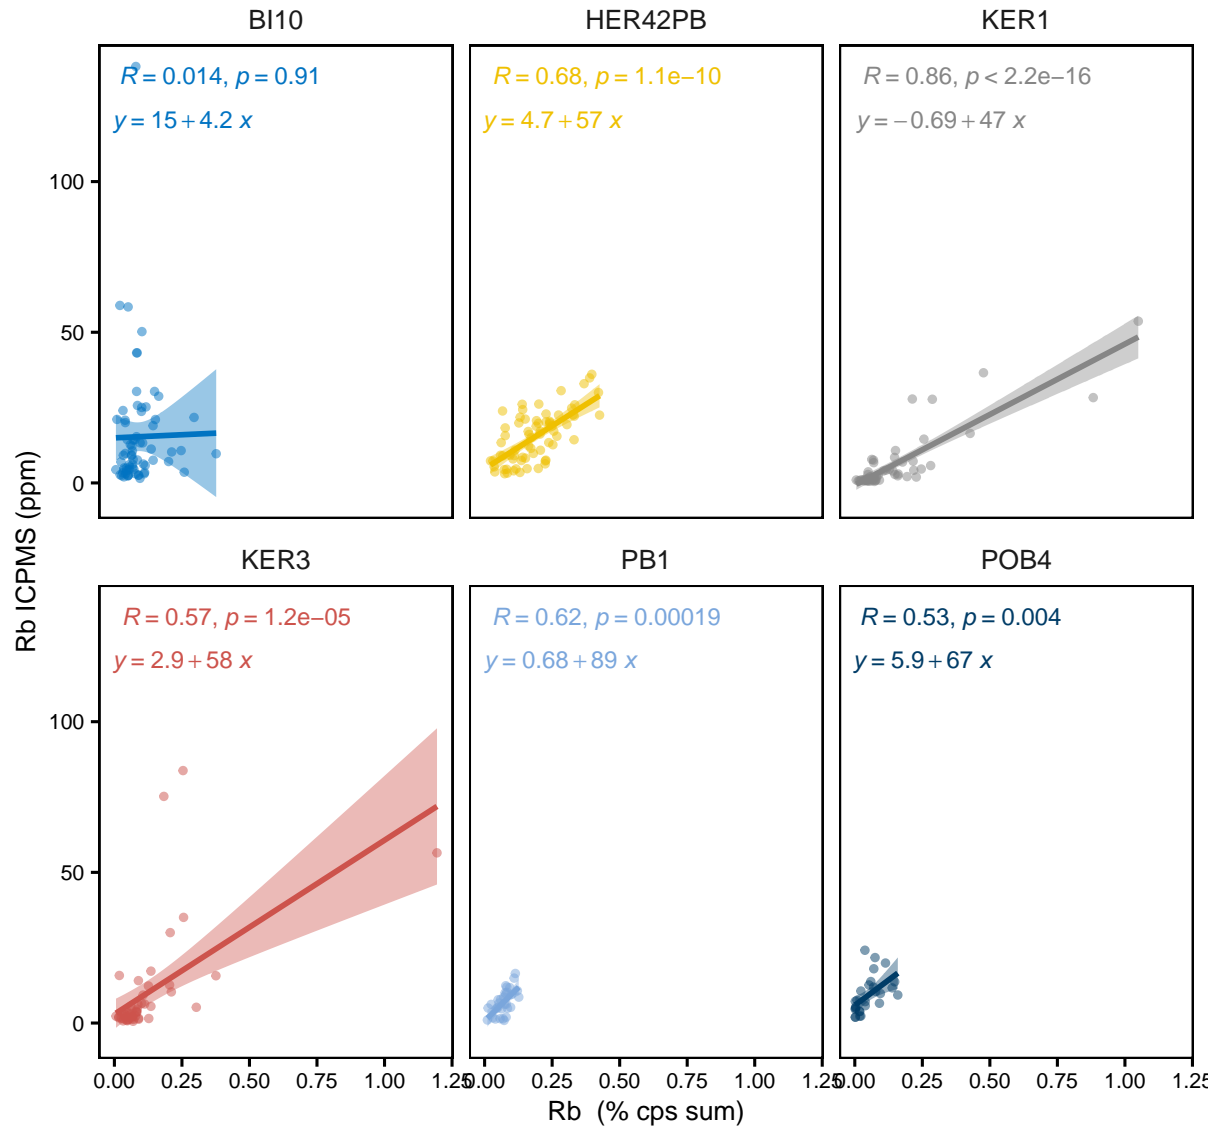 BI10 HER42PB KER1
R = 0.014, p = 0.91 R = 0.68, p = 1.1e−10 R = 0.86, p < 2.2e−16
y = 15 + 4.2 x y = 4.7 + 57 x y = −0.69 + 47 x
100
50
0
Rb ICPMS (ppm)
KER3 PB1 POB4
R = 0.57, p = 1.2e−05 R = 0.62, p = 0.00019 R = 0.53, p = 0.004
y = 2.9 + 58 x y = 0.68 + 89 x y = 5.9 + 67 x
100
50
0
0.00 0.25 0.50 0.75 1.00 1.25 0.00 0.25 0.50 0.75 1.00 1.25 0.00 0.25 0.50 0.75 1.00 1.25
Rb (% cps sum)